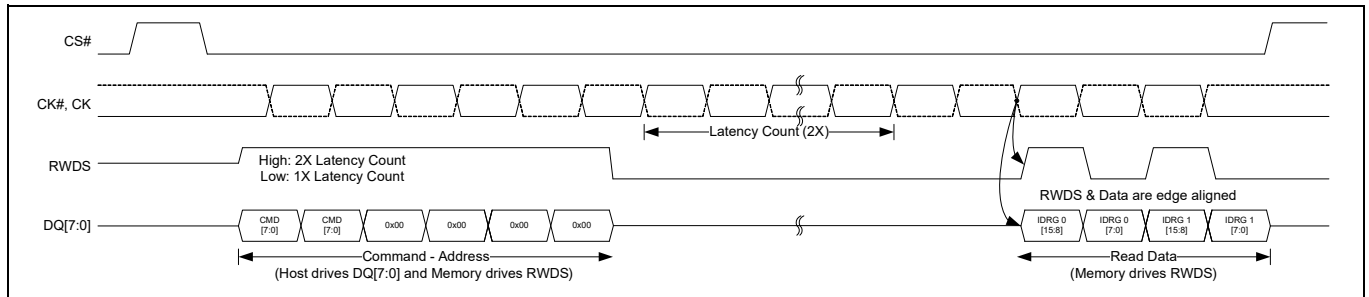 CS#
CK#, CK
Latency Count (2X)
RWDS
High: 2X Latency Count
Low: 1X Latency Count
RWDS & Data are edge aligned
DQ[7:0]
CMD
[7:0]
CMD
[7:0]
0x00
0x00
0x00
0x00
IDRG 0
[15:8]
IDRG 0
[7:0]
IDRG 1
[15:8]
IDRG 1
[7:0]
Command - Address
(Host drives DQ[7:0] and Memory drives RWDS)
Read Data
(Memory drives RWDS)